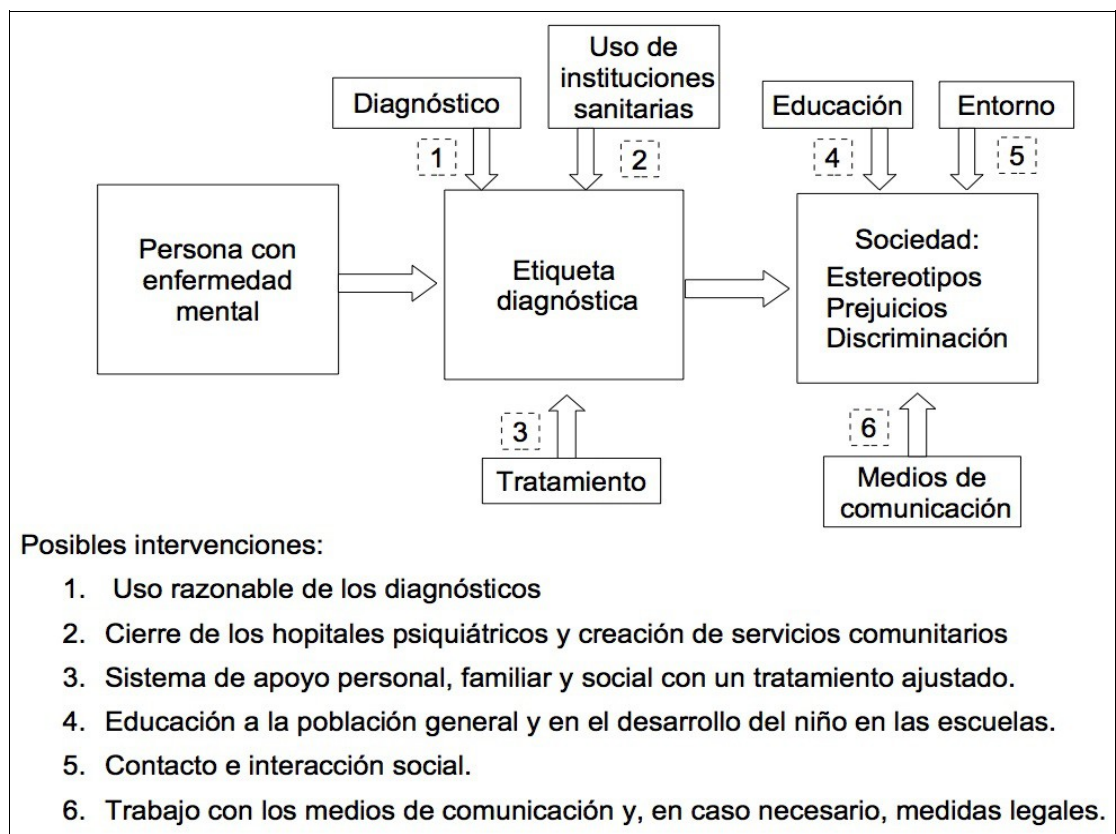 Uso de
instituciones
sanitarias
Diagnóstico
Educación
Entorno
1
2
4
5
Persona con
enfermedad
mental
Etiqueta
diagnóstica
Sociedad:
Estereotipos
Prejuicios
Discriminación
3
Tratamiento
6
Medios de
comunicación
Posibles intervenciones:
1. Uso razonable de los diagnósticos
2. Cierre de los hopitales psiquiátricos y creación de servicios comunitarios
3. Sistema de apoyo personal, familiar y social con un tratamiento ajustado.
4. Educación a la población general y en el desarrollo del niño en las escuelas.
5. Contacto e interacción social.
6. Trabajo con los medios de comunicación y, en caso necesario, medidas legales.